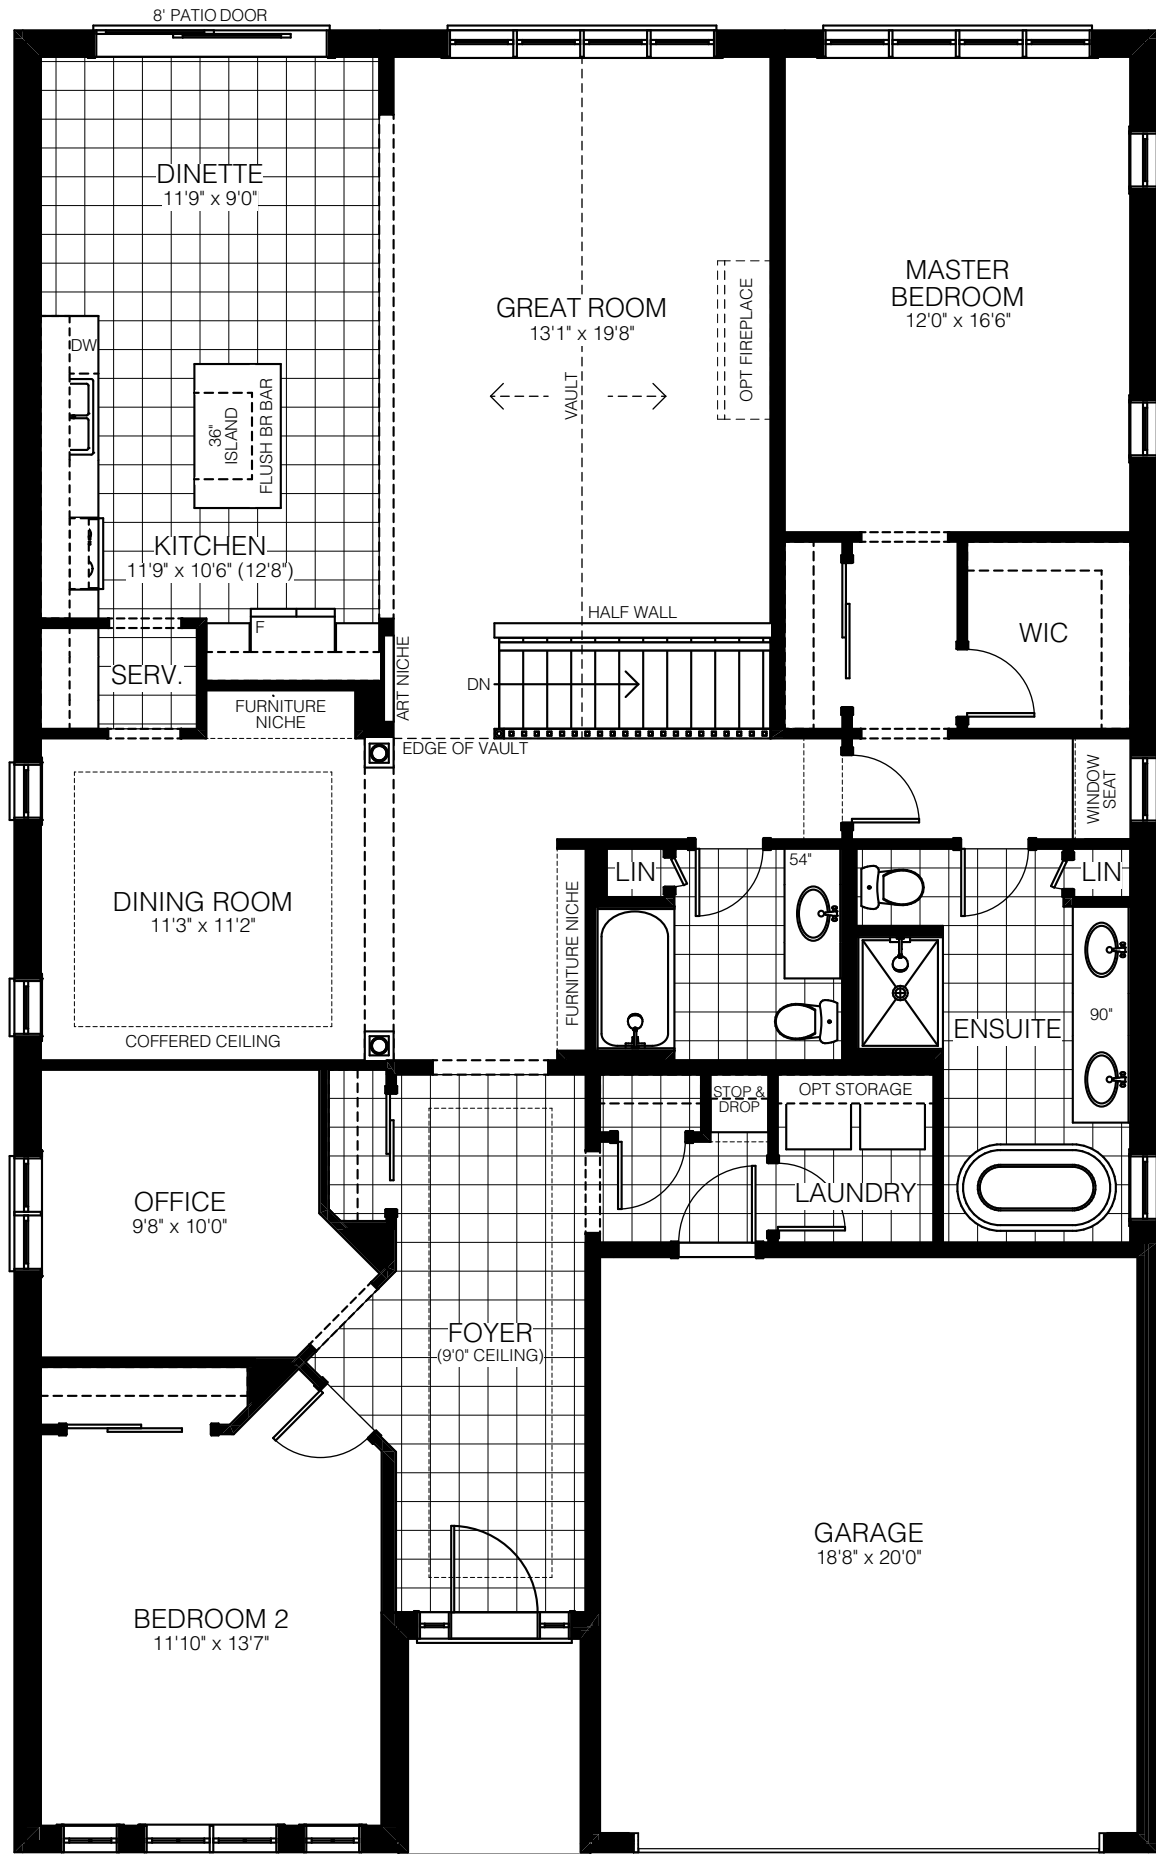 8' PATIO DOOR
DINETTE
11'9" x 9'0"
GREAT ROOM
13'1" x 19'8"
OPT FIREPLACE
VAULT
MASTER
BEDROOM
12'0" x 16'6"
DW
36"
ISLAND
FLUSH BR BAR
KITCHEN
11'9" x 10'6" (12'8")
F
HALF WALL
DN
ART NICHE
SERV.
FURNITURE
NICHE
WIC
EDGE OF VAULT
WINDOW
SEAT
DINING ROOM
11'3" x 11'2"
COFFERED CEILING
FURNITURE NICHE
LIN
54"
LIN
ENSUITE
90"
STOP &
DROP
OPT STORAGE
LAUNDRY
OFFICE
9'8" x 10'0"
FOYER
(9'0" CEILING)
GARAGE
18'8" x 20'0"
BEDROOM 2
11'10" x 13'7"